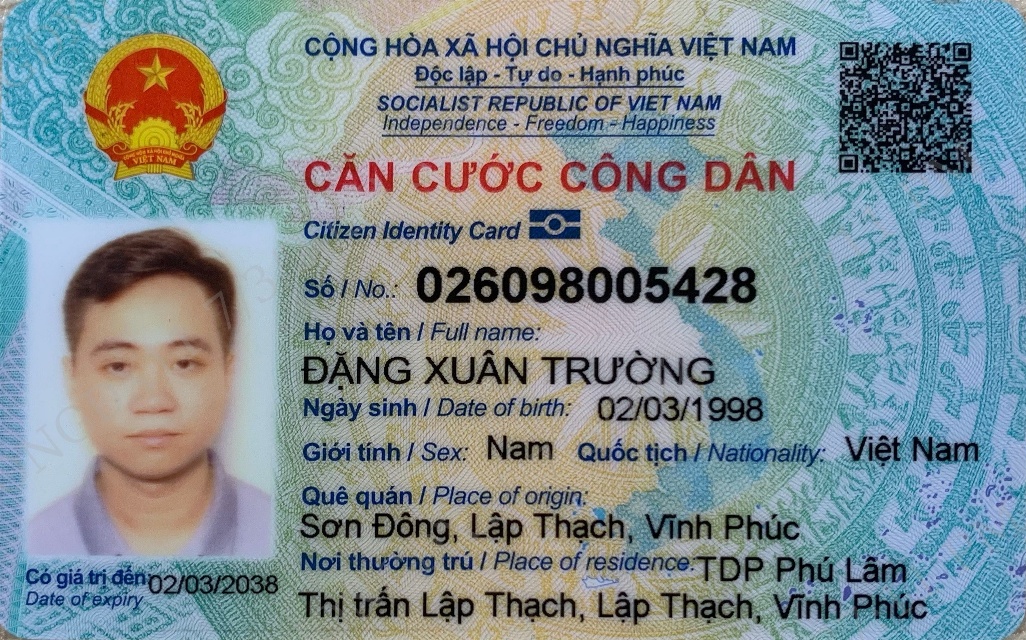 CỘNG HÒA XÃ HỘI CHỦ NGHĨA VIỆT NAM
Độc lập - Tự do - Hạnh phúc
SOCIALIST REPUBLIC OF VIET NAM
Independence - Freedom - Happiness
VIỆT NAM
CĂN CƯỚC CÔNG DÂN
Citizen Identity Card
Số / No.: 026098005428
Họ và tên / Full name:
ĐẶNG XUÂN TRƯỜNG
Ngày sinh / Date of birth: 02/03/1998
Giới tính / Sex: Nam Quốc tịch / Nationality: Việt Nam
Quê quán / Place of origin:
Sơn Đông, Lập Thạch, Vĩnh Phúc
Nơi thường trú / Place of residence: TDP Phú Lâm
Thị trấn Lập Thạch, Lập Thạch, Vĩnh Phúc
Có giá trị đến: 02/03/2038
Date of expiry